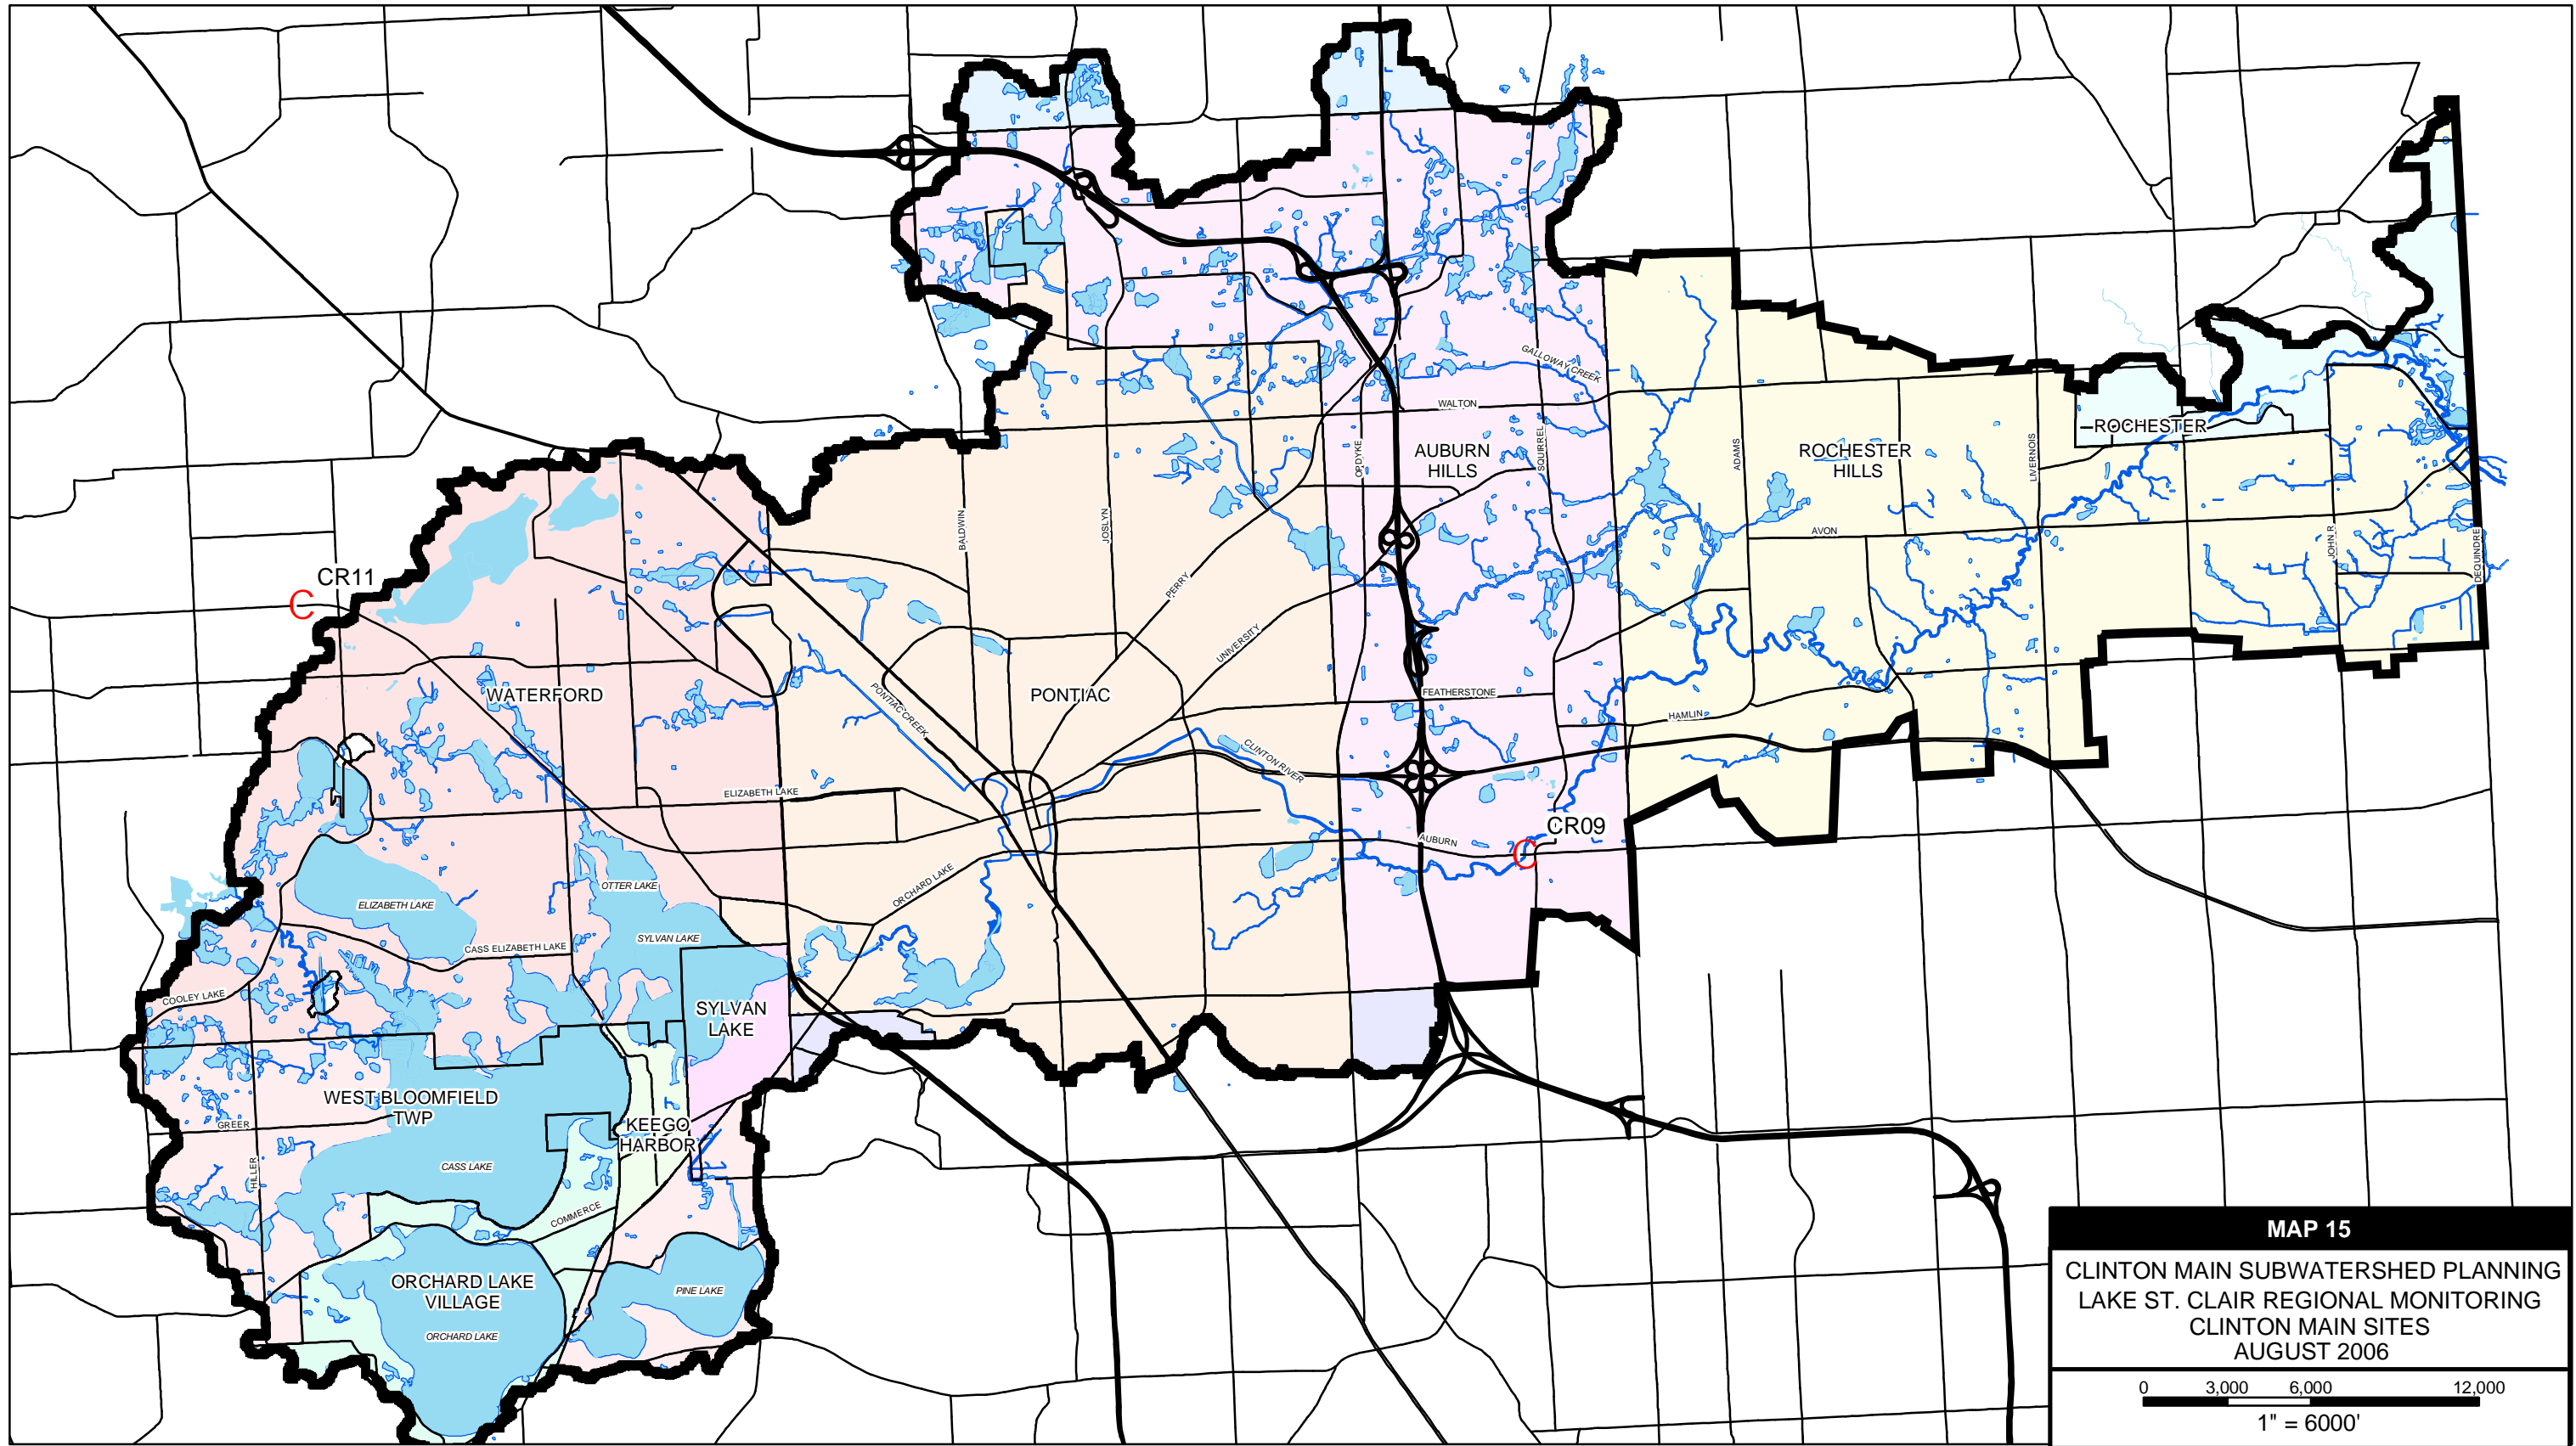 GALLOWAY CREEK
WALTON
ROCHESTER
AUBURN
HILLS
ROCHESTER
HILLS
OPDYKE
SQUIRREL
ADAMS
LIVERNOIS
BALDWIN
JOSLYN
AVON
JOHN R
DEQUINDRE
CR11
C
PERRY
UNIVERSITY
WATERFORD
PONTIAC CREEK
PONTIAC
FEATHERSTONE
HAMLIN
CLINTON RIVER
ELIZABETH LAKE
CR09
C
AUBURN
ORCHARD LAKE
OTTER LAKE
ELIZABETH LAKE
SYLVAN LAKE
CASS ELIZABETH LAKE
COOLEY LAKE
SYLVAN
LAKE
WEST BLOOMFIELD
TWP
GREER
KEEGO
HARBOR
HILLER
CASS LAKE
COMMERCE
ORCHARD LAKE
VILLAGE
PINE LAKE
ORCHARD LAKE
MAP 15
CLINTON MAIN SUBWATERSHED PLANNING
LAKE ST. CLAIR REGIONAL MONITORING
CLINTON MAIN SITES
AUGUST 2006
0 3,000 6,000 12,000
1" = 6000'